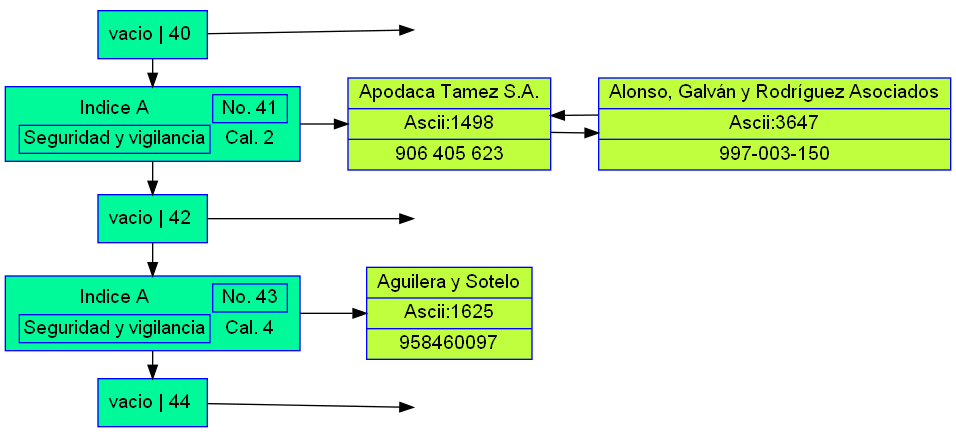 vacio | 40
Indice A
No. 41
Seguridad y vigilancia
Cal. 2
Apodaca Tamez S.A.
Ascii:1498
906 405 623
Alonso, Galván y Rodríguez Asociados
Ascii:3647
997-003-150
vacio | 42
Indice A
No. 43
Seguridad y vigilancia
Cal. 4
Aguilera y Sotelo
Ascii:1625
958460097
vacio | 44